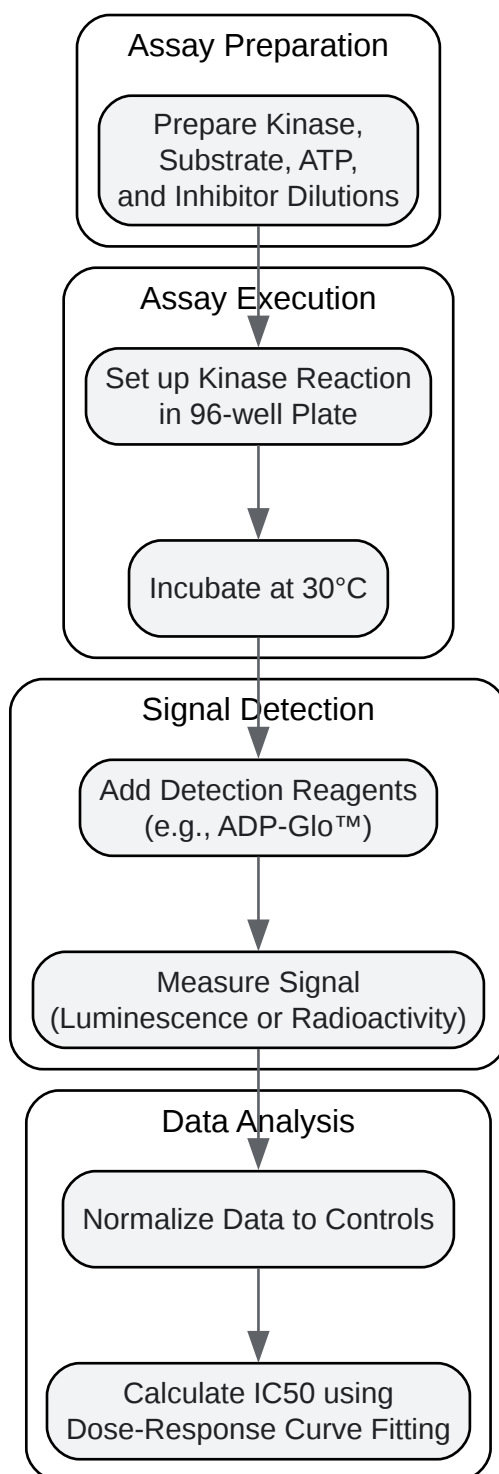 Assay Preparation
Prepare Kinase,
Substrate, ATP,
and Inhibitor Dilutions
Assay Execution
Set up Kinase Reaction
in 96-well Plate
Incubate at 30°C
Signal Detection
Add Detection Reagents
(e.g., ADP-Glo™)
Measure Signal
(Luminescence or Radioactivity)
Data Analysis
Normalize Data to Controls
Calculate IC50 using
Dose-Response Curve Fitting